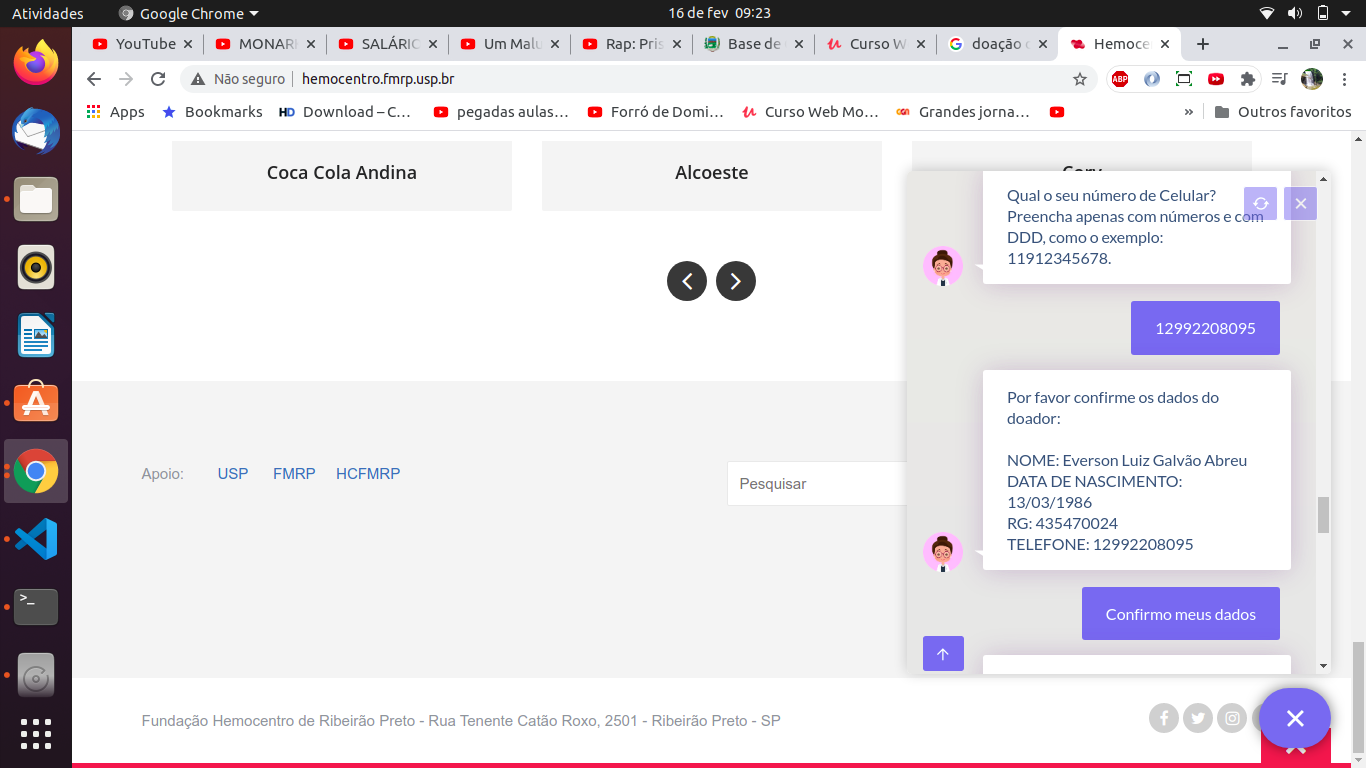 Atividades
Google Chrome
16 de fev 09:23
YouTube
MONAR
SALÁRIO
Um Malu
Rap: Pris
Base de
Curso W
doação
Hemoce
Não seguro
hemocentro.fmrp.usp.br
ABP
Apps
Bookmarks
HD
Download – C…
pegadas aulas…
Forró de Domi…
Curso Web Mo…
Grandes jorna…
»
Outros favoritos
Coca Cola Andina
Alcoeste
Qual o seu número de Celular?
Preencha apenas com números e com
DDD, como o exemplo:
11912345678.
12992208095
Por favor confirme os dados do
doador:
NOME: Everson Luiz Galvão Abreu
DATA DE NASCIMENTO:
13/03/1986
RG: 435470024
TELEFONE: 12992208095
Confirmo meus dados
Apoio:
USP
FMRP
HCFMRP
Pesquisar
Fundação Hemocentro de Ribeirão Preto - Rua Tenente Catão Roxo, 2501 - Ribeirão Preto - SP